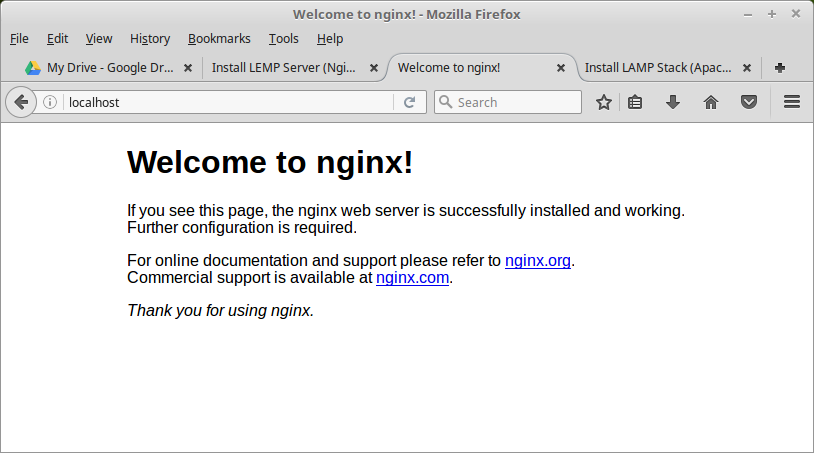 Welcome to nginx! - Mozilla Firefox
File Edit View History Bookmarks Tools Help
My Drive - Google Dr... Install LEMP Server (Ngi... Welcome to nginx! Install LAMP Stack (Apac...
localhost Search
Welcome to nginx!
If you see this page, the nginx web server is successfully installed and working.
Further configuration is required.
For online documentation and support please refer to nginx.org.
Commercial support is available at nginx.com.
Thank you for using nginx.